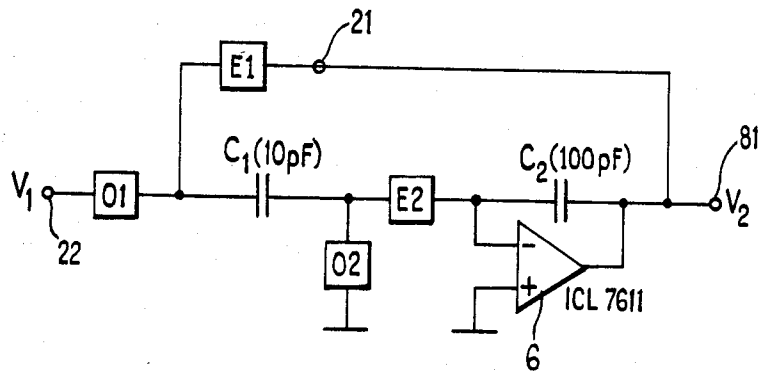 21
E1
C₁(10pF)
C₂(100pF)
81
V₁
O1
E2
V₂
22
O2
-
+
ICL 7611
6